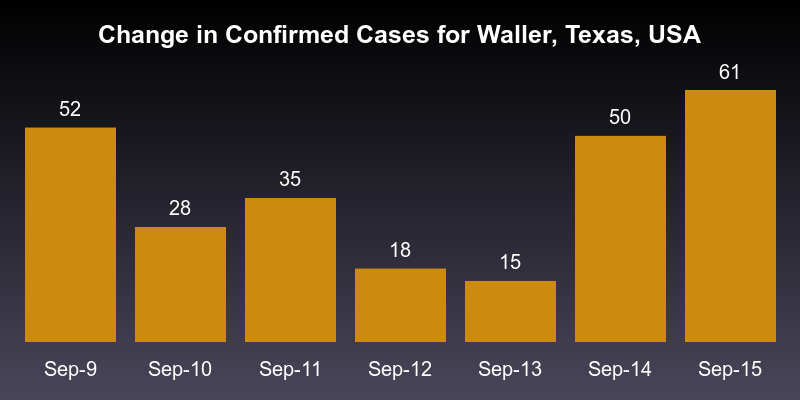 Change in Confirmed Cases for Waller, Texas, USA
52
28
35
18
15
50
61
Sep-9
Sep-10
Sep-11
Sep-12
Sep-13
Sep-14
Sep-15